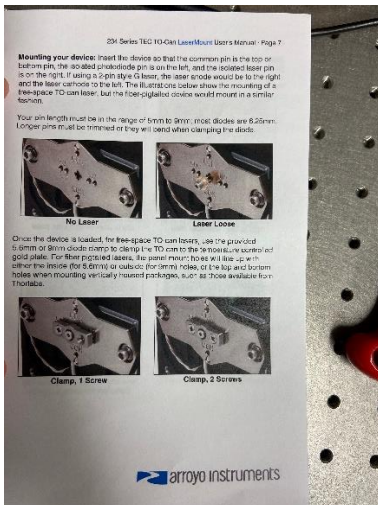 234 Series TEC TO-Can LaserMount User's Manual · Page 7
Mounting your device: Insert the device so that the common pin is the top or
bottom pin, the isolated photodiode pin is on the left, and the isolated laser pin
is on the right. If using a 2-pin style G laser, the laser anode would be to the right
and the laser cathode to the left. The illustrations below show the mounting of a
free-space TO can laser, but the fiber-pigtailed device would mount in a similar
fashion.
Your pin length must be in the range of 5mm to 9mm; most diodes are 6.25mm.
Longer pins must be trimmed or they will bend when clamping the diode.
No Laser
Laser Loose
Once the device is loaded, for free-space TO can lasers, use the provided
5.6mm or 9mm diode clamp to clamp the TO can to the temperature controlled
gold plate. For fiber pigtailed lasers, the panel mount holes will line up with
either the inside (for 5.6mm) or outside (for 9mm) holes, or the top and bottom
holes when mounting vertically housed packages, such as those available from
Thorlabs.
Clamp, 1 Screw
Clamp, 2 Screws
arroyo instruments